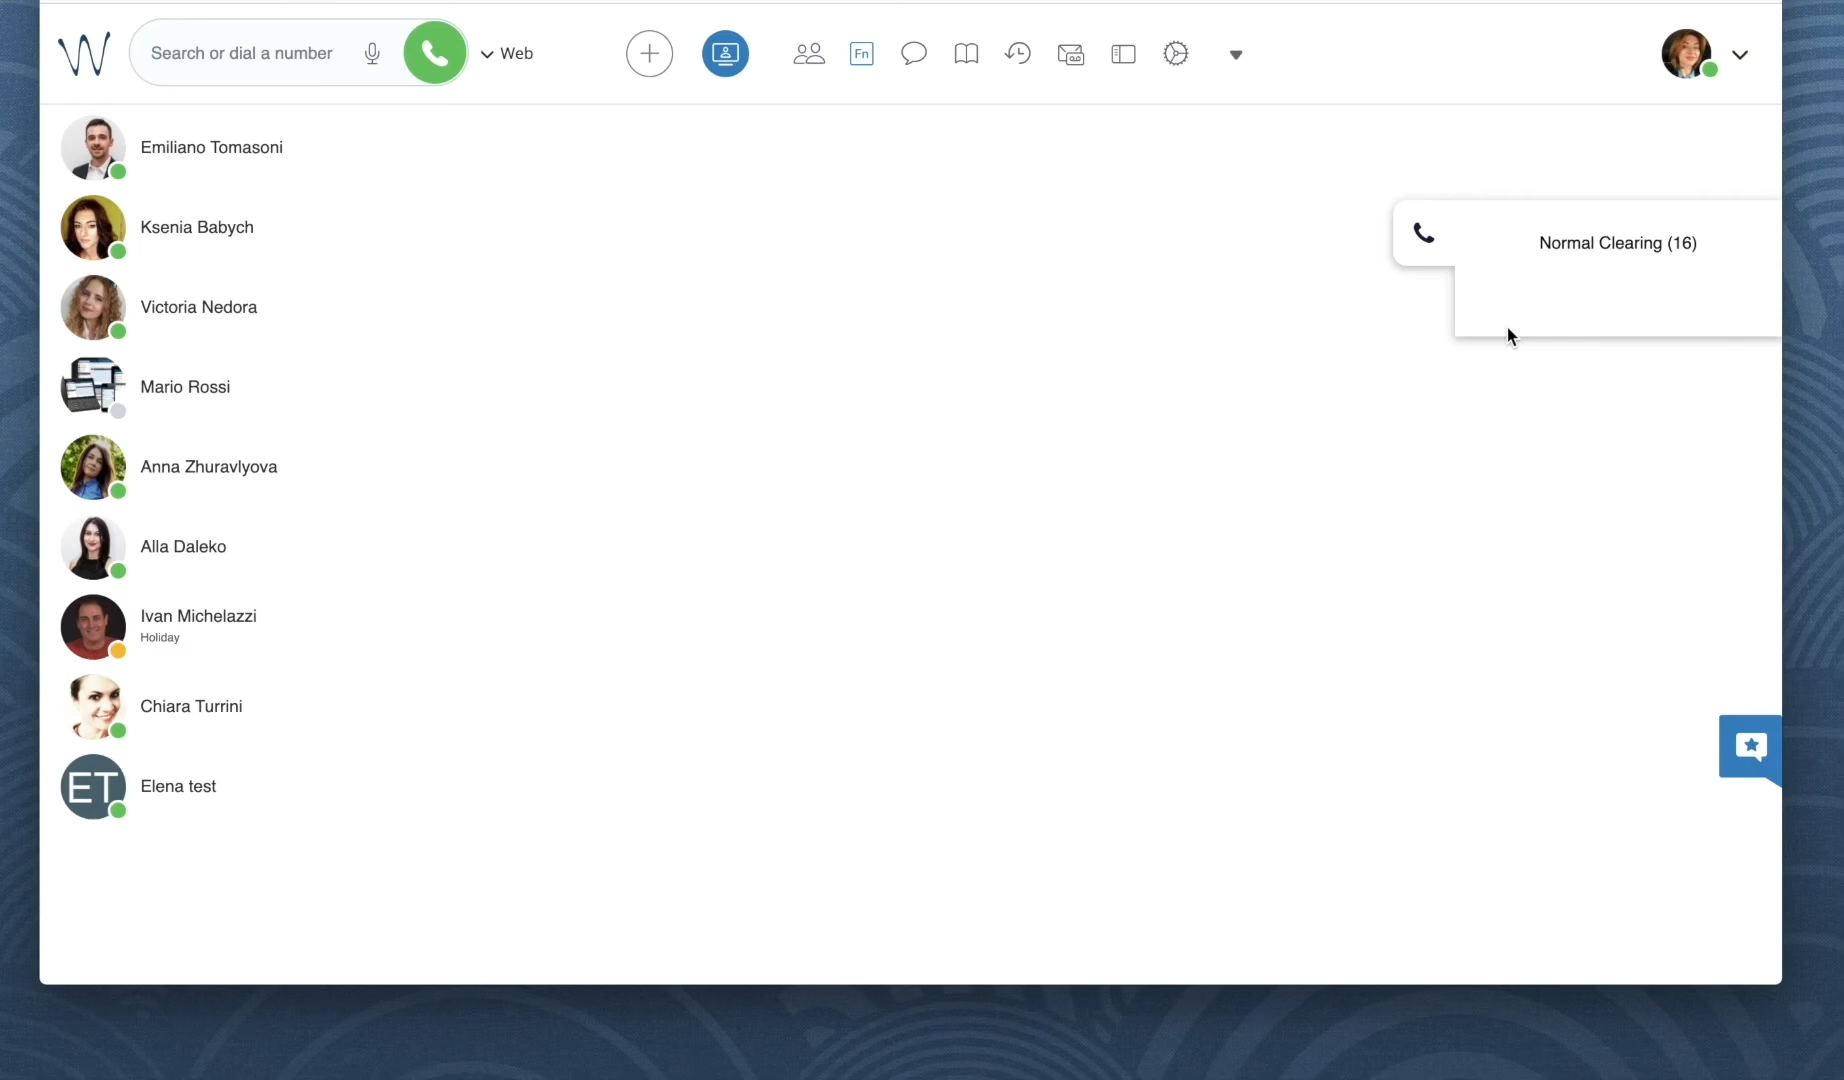 Search or dial a number
Web
Fn
Emiliano Tomasoni
Ksenia Babych
Normal Clearing (16)
Victoria Nedora
Mario Rossi
Anna Zhuravlyova
Alla Daleko
Ivan Michelazzi
Holiday
Chiara Turrini
ET
Elena test